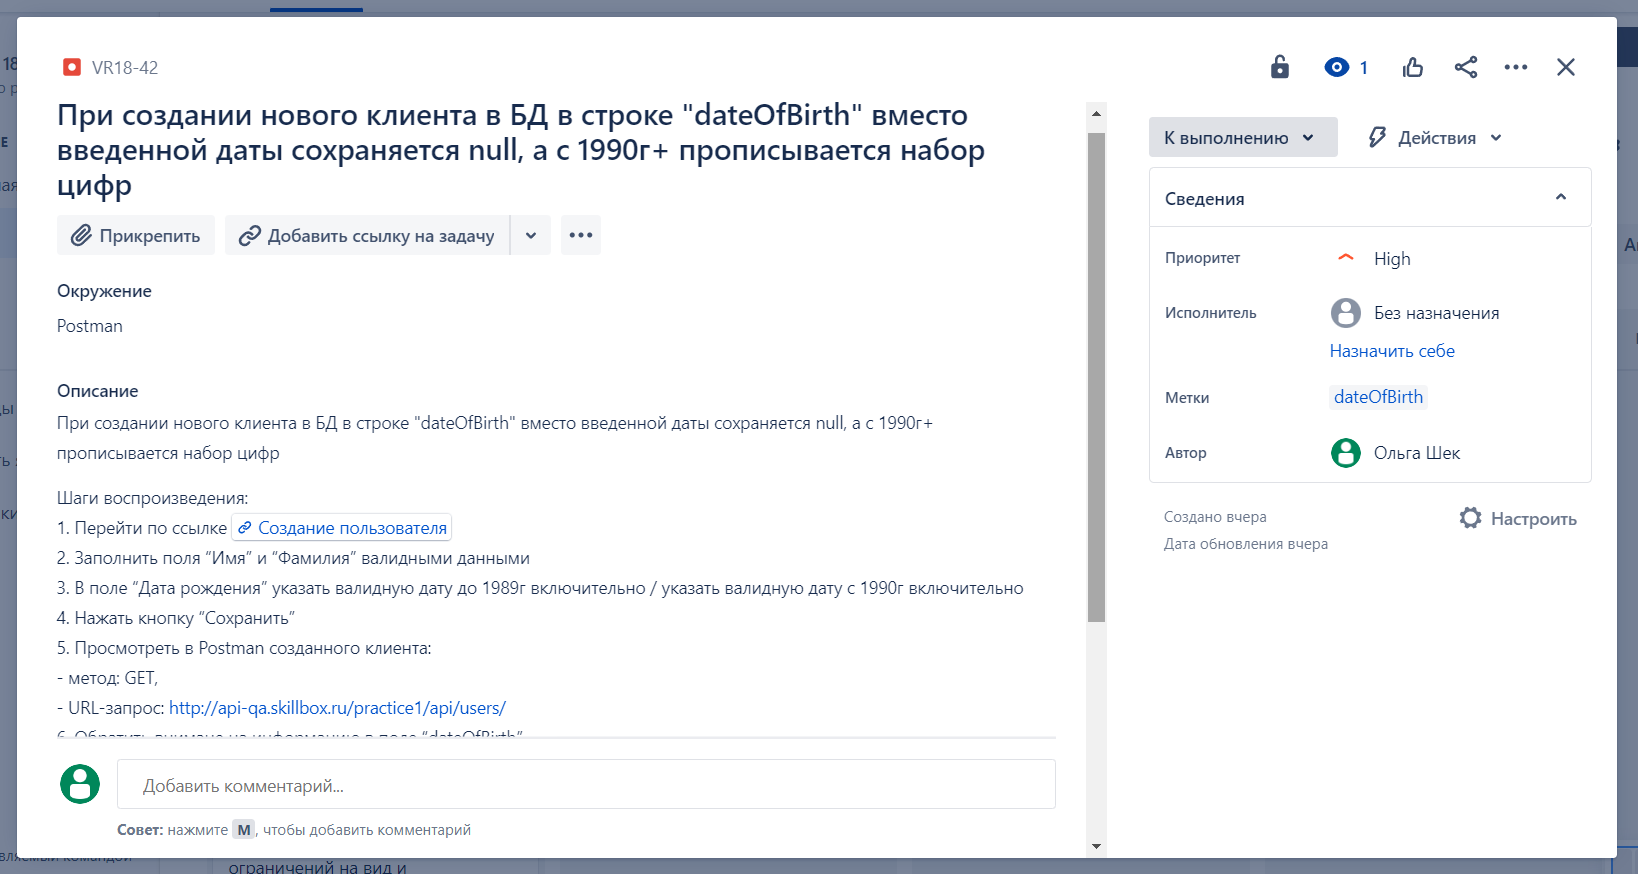 VR18-42
1
При создании нового клиента в БД в строке "dateOfBirth" вместо
введенной даты сохраняется null, а с 1990г+ прописывается набор
цифр
Прикрепить
Добавить ссылку на задачу
Окружение
Postman
Описание
При создании нового клиента в БД в строке "dateOfBirth" вместо введенной даты сохраняется null, а с 1990г+
прописывается набор цифр
Шаги воспроизведения:
1. Перейти по ссылке Создание пользователя
2. Заполнить поля “Имя” и “Фамилия” валидными данными
3. В поле “Дата рождения” указать валидную дату до 1989г включительно / указать валидную дату с 1990г включительно
4. Нажать кнопку “Сохранить”
5. Просмотреть в Postman созданного клиента:
- метод: GET,
- URL-запрос: http://api-qa.skillbox.ru/practice1/api/users/
Добавить комментарий...
Совет: нажмите M, чтобы добавить комментарий
К выполнению
Действия
Сведения
Приоритет
High
Исполнитель
Без назначения
Назначить себе
Метки
dateOfBirth
Автор
Ольга Шек
Создано вчера
Настроить
Дата обновления вчера
ограничений на вид и